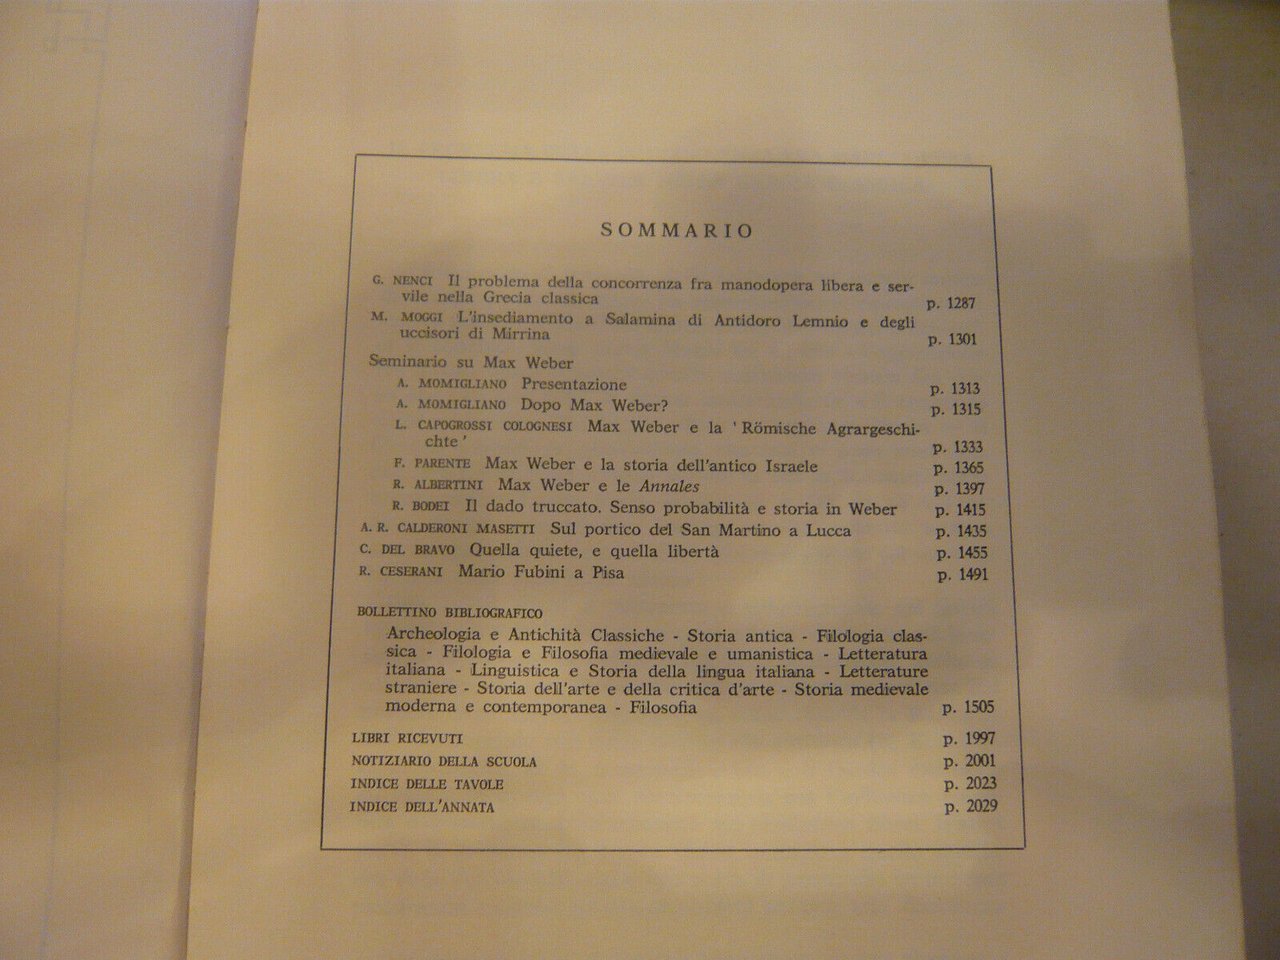 SOMMARIO
G. NENCI Il problema della concorrenza fra manodopera libera e ser-
vile nella Grecia classica p. 1287
M. MOGGI L'insediamento a Salamina di Antidoro Lemnio e degli
uccisori di Mirrina p. 1301
Seminario su Max Weber
A. MOMIGLIANO Presentazione p. 1313
A. MOMIGLIANO Dopo Max Weber? p. 1315
L. CAPOGROSSI COLOGNESI Max Weber e la ' Römische Agrargeschi-
chte ' p. 1333
F. PARENTE Max Weber e la storia dell'antico Israele p. 1365
R. ALBERTINI Max Weber e le Annales p. 1397
R. BODEI Il dado truccato. Senso probabilità e storia in Weber p. 1415
A. R. CALDERONI MASETTI Sul portico del San Martino a Lucca p. 1435
C. DEL BRAVO Quella quiete, e quella libertà p. 1455
R. CESERANI Mario Fubini a Pisa p. 1491
BOLLETTINO BIBLIOGRAFICO
Archeologia e Antichità Classiche - Storia antica - Filologia clas-
sica - Filologia e Filosofia medievale e umanistica - Letteratura
italiana - Linguistica e Storia della lingua italiana - Letterature
straniere - Storia dell'arte e della critica d'arte - Storia medievale
moderna e contemporanea - Filosofia p. 1505
LIBRI RICEVUTI p. 1997
NOTIZIARIO DELLA SCUOLA p. 2001
INDICE DELLE TAVOLE p. 2023
INDICE DELL'ANNATA p. 2029